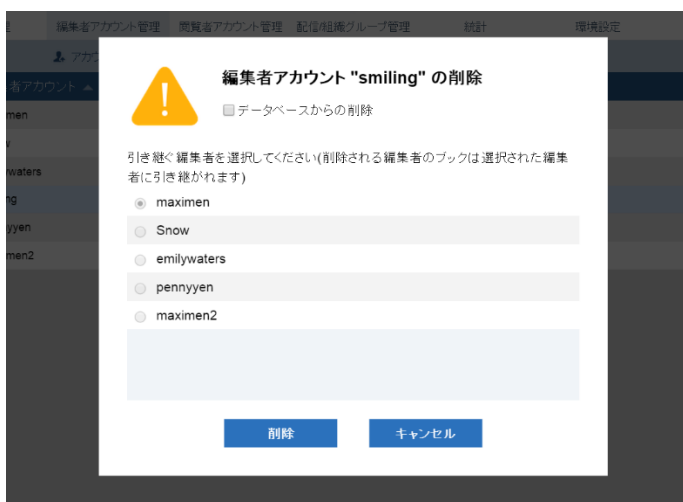 編集者アカウント管理 閲覧者アカウント管理 配信/組織グループ管理 統計 環境設定
アカウ
者アカウント ▲
編集者アカウント "smiling" の削除
データベースからの削除
引き継ぐ編集者を選択してください(削除される編集者のブックは選択された編集
者に引き継がれます)
maximen
Snow
emilywaters
pennyyen
maximen2
削除 キャンセル
men
waters
ng
yyen
men2